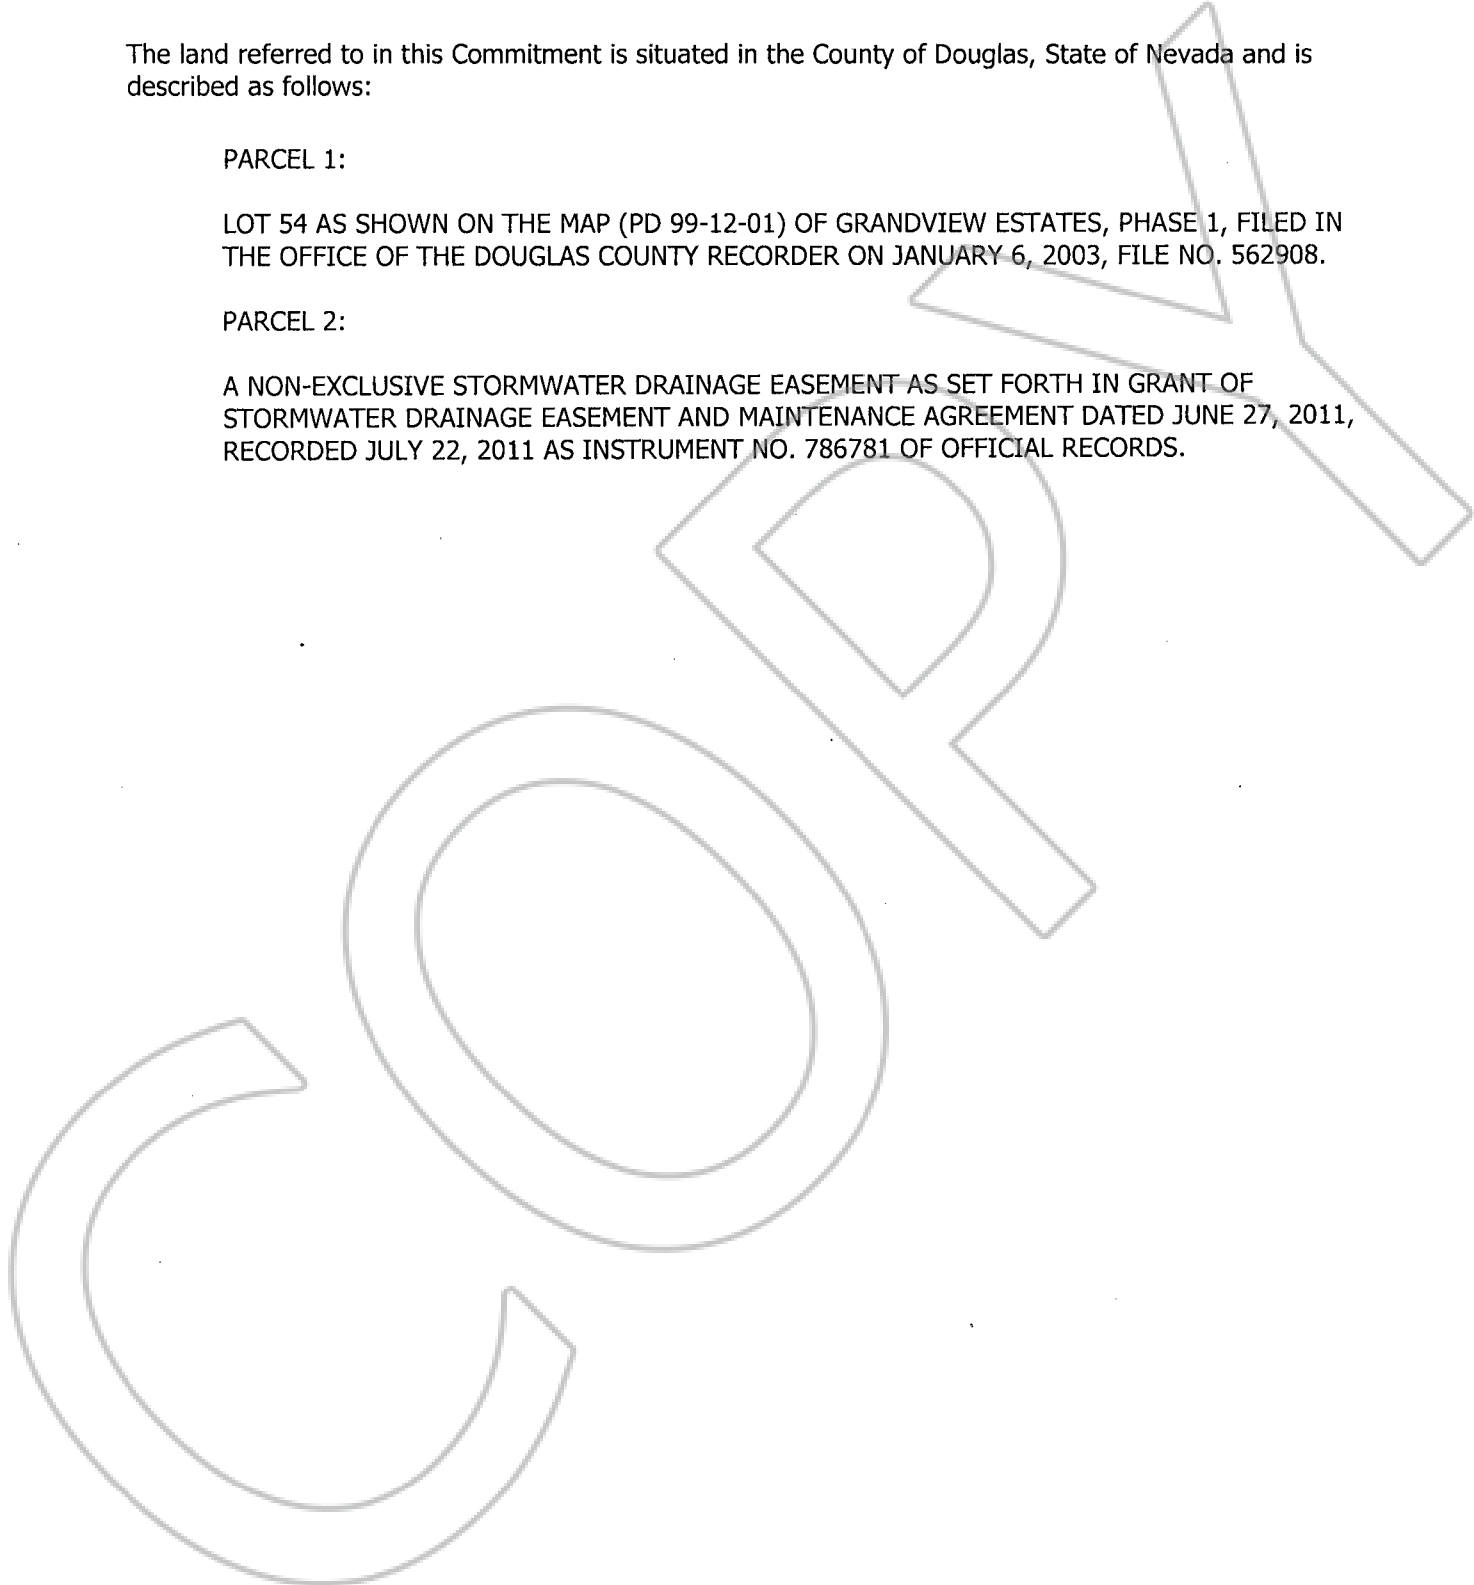 The land referred to in this Commitment is situated in the County of Douglas, State of Nevada and is
described as follows:
PARCEL 1:
LOT 54 AS SHOWN ON THE MAP (PD 99-12-01) OF GRANDVIEW ESTATES, PHASE 1, FILED IN
THE OFFICE OF THE DOUGLAS COUNTY RECORDER ON JANUARY 6, 2003, FILE NO. 562908.
PARCEL 2:
A NON-EXCLUSIVE STORMWATER DRAINAGE EASEMENT AS SET FORTH IN GRANT OF
STORMWATER DRAINAGE EASEMENT AND MAINTENANCE AGREEMENT DATED JUNE 27, 2011,
RECORDED JULY 22, 2011 AS INSTRUMENT NO. 786781 OF OFFICIAL RECORDS.
COPY